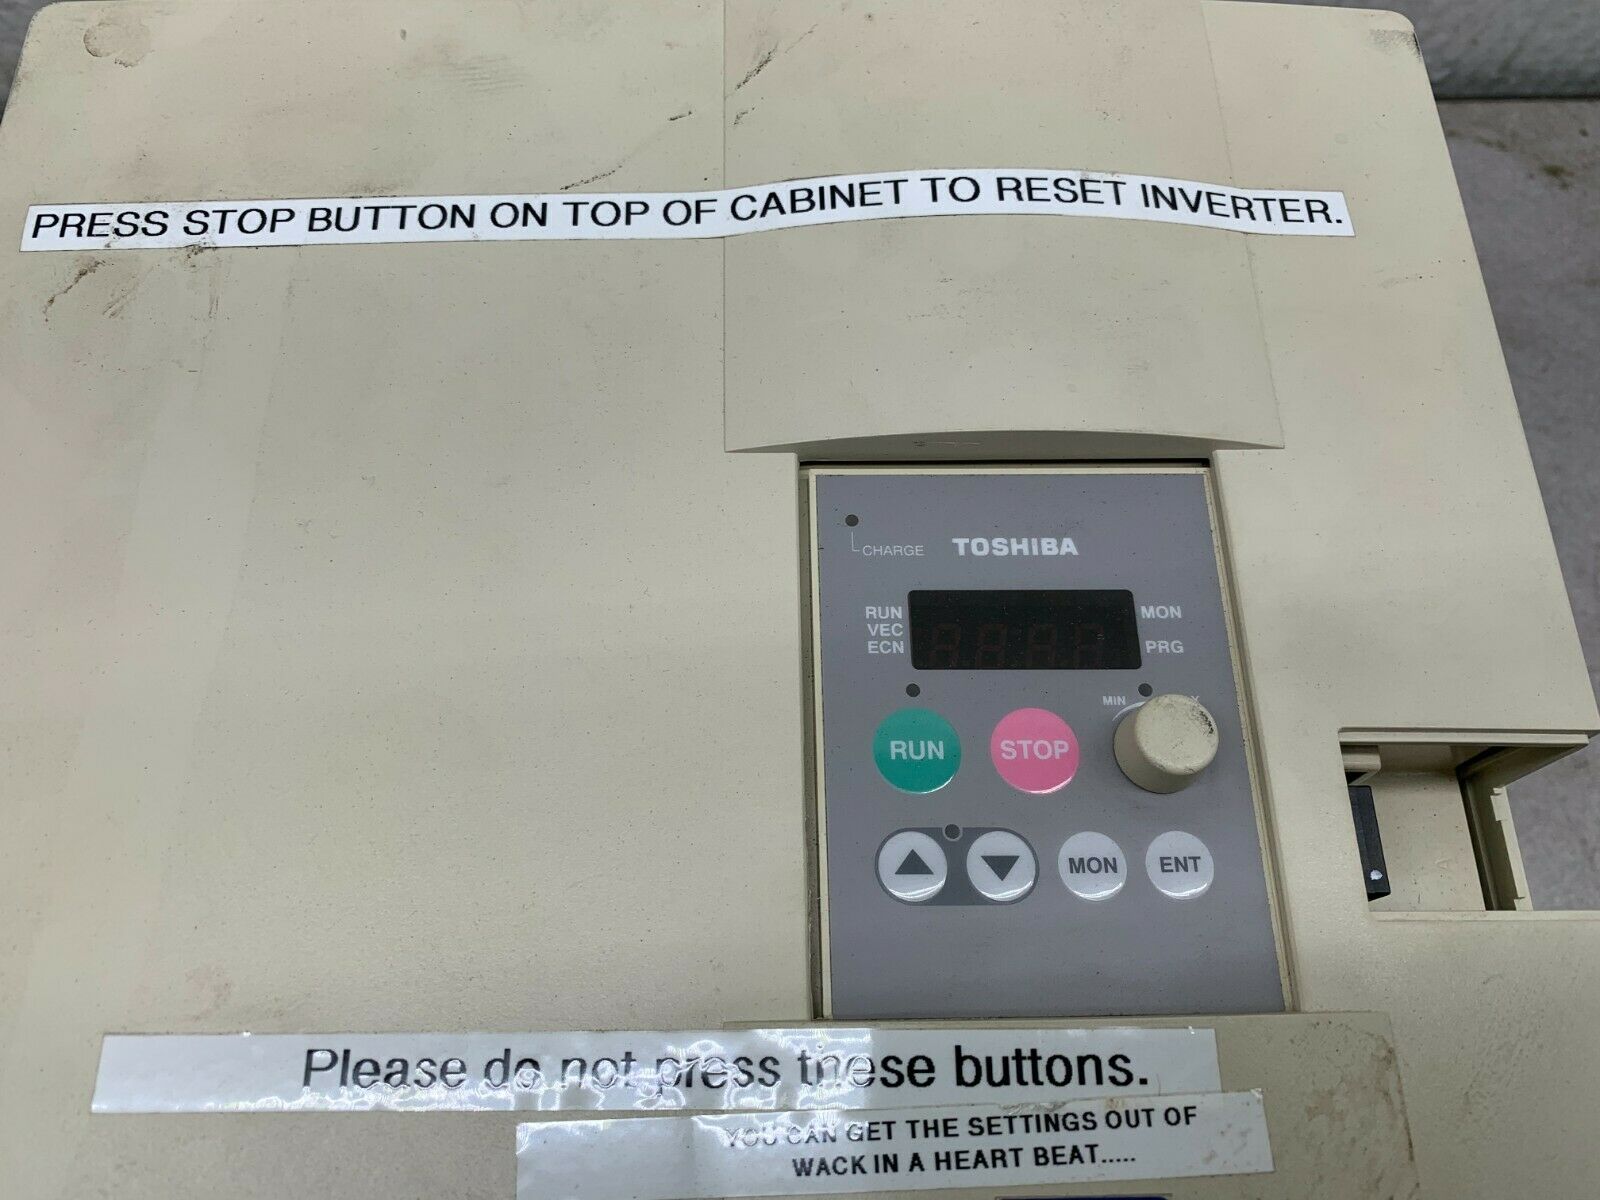 PRESS STOP BUTTON ON TOP OF CABINET TO RESET INVERTER.
CHARGE TOSHIBA
RUN MON
VEC
ECN PRG
MIN
RUN STOP
MON ENT
Please do not press these buttons.
YOU CAN GET THE SETTINGS OUT OF
WACK IN A HEART BEAT.....